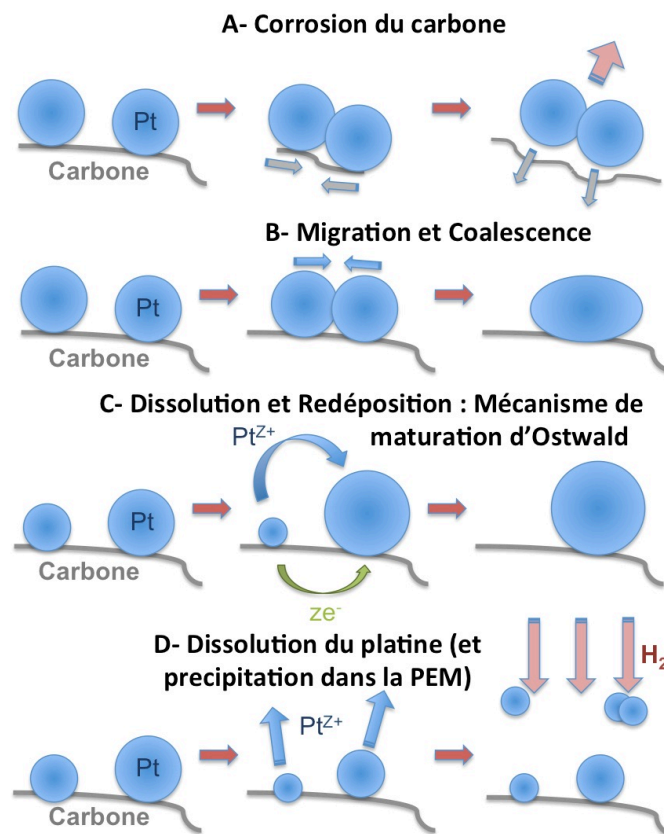 A- Corrosion du carbone
Pt
Carbone
B- Migration et Coalescence
Pt
Carbone
C- Dissolution et Redéposition : Mécanisme de
maturation d’Ostwald
Pt^Z+
Pt
Carbone
ze^-
D- Dissolution du platine (et
precipitation dans la PEM)
H₂
Pt^Z+
Pt
Carbone